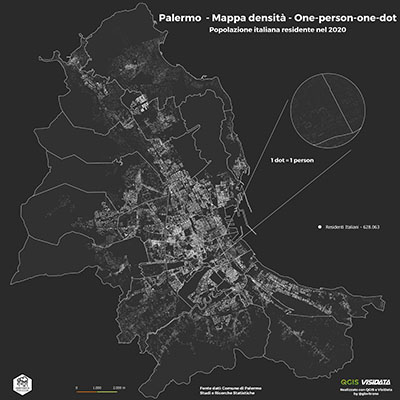 Palermo - Mappa densità - One-person-one-dot
Popolazione italiana residente nel 2020
1 dot = 1 person
Residenti Italiani - 628.063
0 1.000 2.000 m
Fonte dati: Comune di Palermo
Studi e Ricerche Statistiche
QGIS VISIDATA
Realizzato con QGIS e VisiData
by @gbvitrano